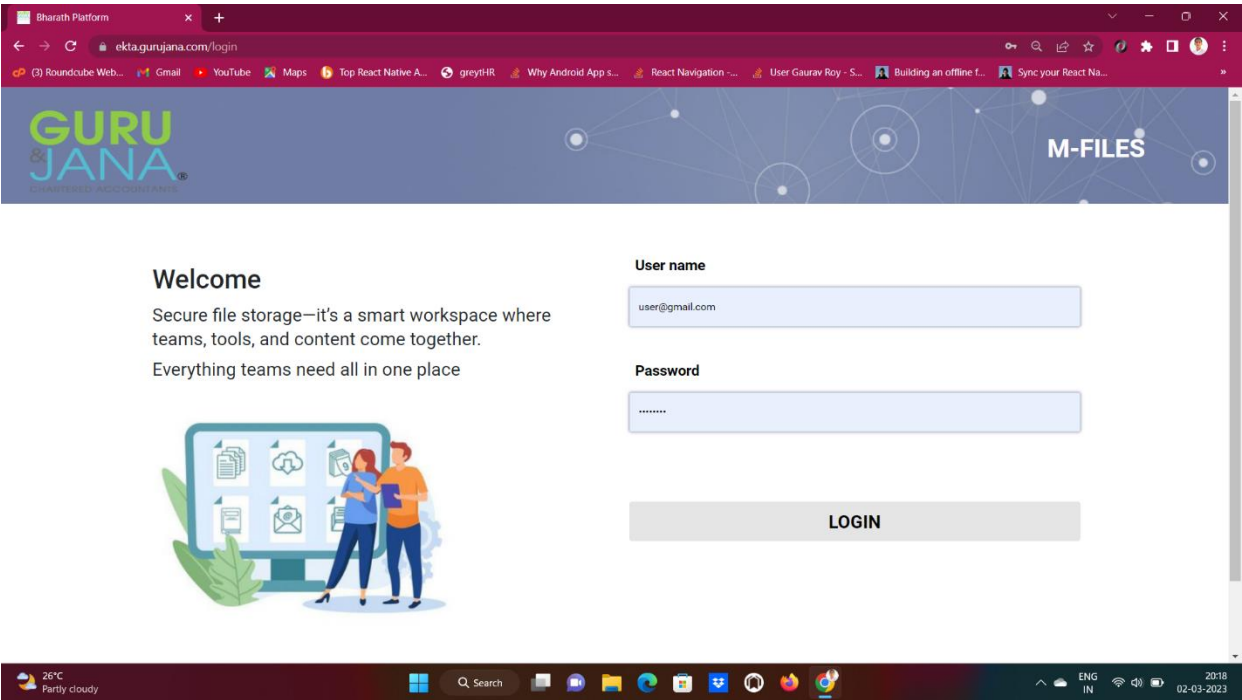 Bharath Platform
ekta.gurujana.com/login
(3) Roundcube Web... Gmail YouTube Maps Top React Native A... greytHR Why Android App s... React Navigation -... User Gaurav Roy - S... Building an offline f... Sync your React Na... »
GURU
&JANA®
CHARTERED ACCOUNTANTS
M-FILES
Welcome
Secure file storage—it's a smart workspace where
teams, tools, and content come together.
Everything teams need all in one place
User name
user@gmail.com
Password
........
LOGIN
26°C
Partly cloudy
Search
ENG
IN
20:18
02-03-2023